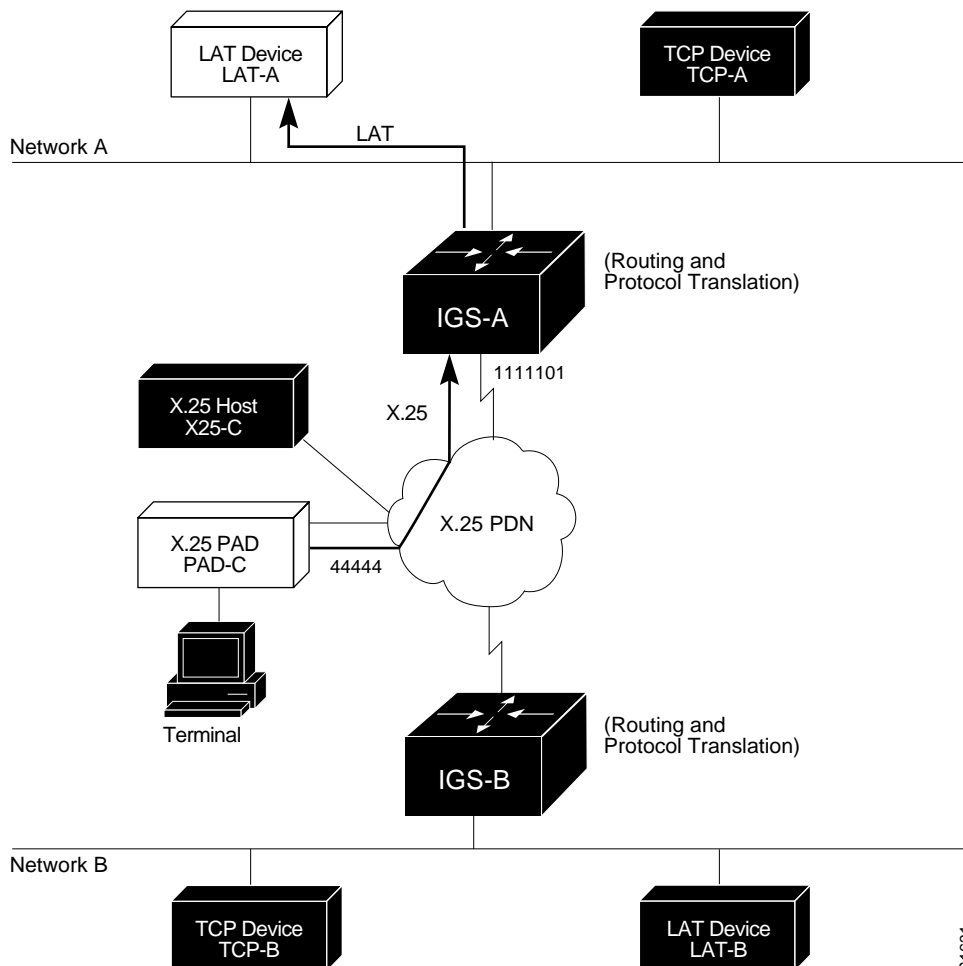 LAT Device
LAT-A
TCP Device
TCP-A
LAT
Network A
(Routing and
Protocol Translation)
IGS-A
1111101
X.25 Host
X25-C
X.25
X.25 PDN
X.25 PAD
PAD-C
44444
Terminal
(Routing and
Protocol Translation)
IGS-B
Network B
TCP Device
TCP-B
LAT Device
LAT-B